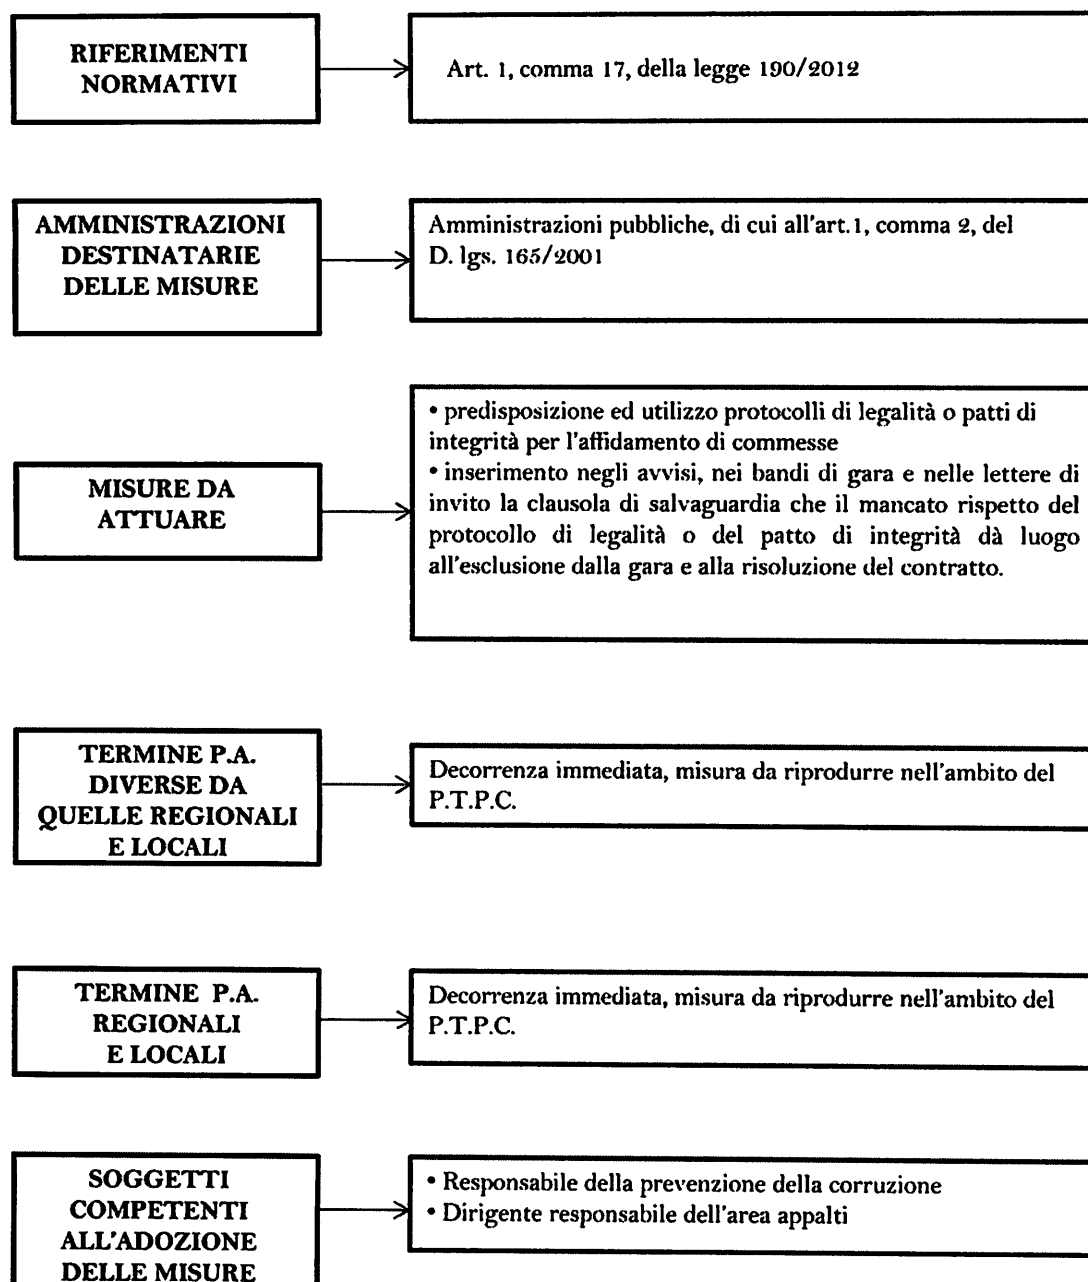 RIFERIMENTI
NORMATIVI
Art. 1, comma 17, della legge 190/2012
AMMINISTRAZIONI
DESTINATARIE
DELLE MISURE
Amministrazioni pubbliche, di cui all'art.1, comma 2, del
D. lgs. 165/2001
MISURE DA
ATTUARE
• predisposizione ed utilizzo protocolli di legalità o patti di
integrità per l'affidamento di commesse
• inserimento negli avvisi, nei bandi di gara e nelle lettere di
invito la clausola di salvaguardia che il mancato rispetto del
protocollo di legalità o del patto di integrità dà luogo
all'esclusione dalla gara e alla risoluzione del contratto.
TERMINE P.A.
DIVERSE DA
QUELLE REGIONALI
E LOCALI
Decorrenza immediata, misura da riprodurre nell'ambito del
P.T.P.C.
TERMINE P.A.
REGIONALI
E LOCALI
Decorrenza immediata, misura da riprodurre nell'ambito del
P.T.P.C.
SOGGETTI
COMPETENTI
ALL'ADOZIONE
DELLE MISURE
• Responsabile della prevenzione della corruzione
• Dirigente responsabile dell'area appalti